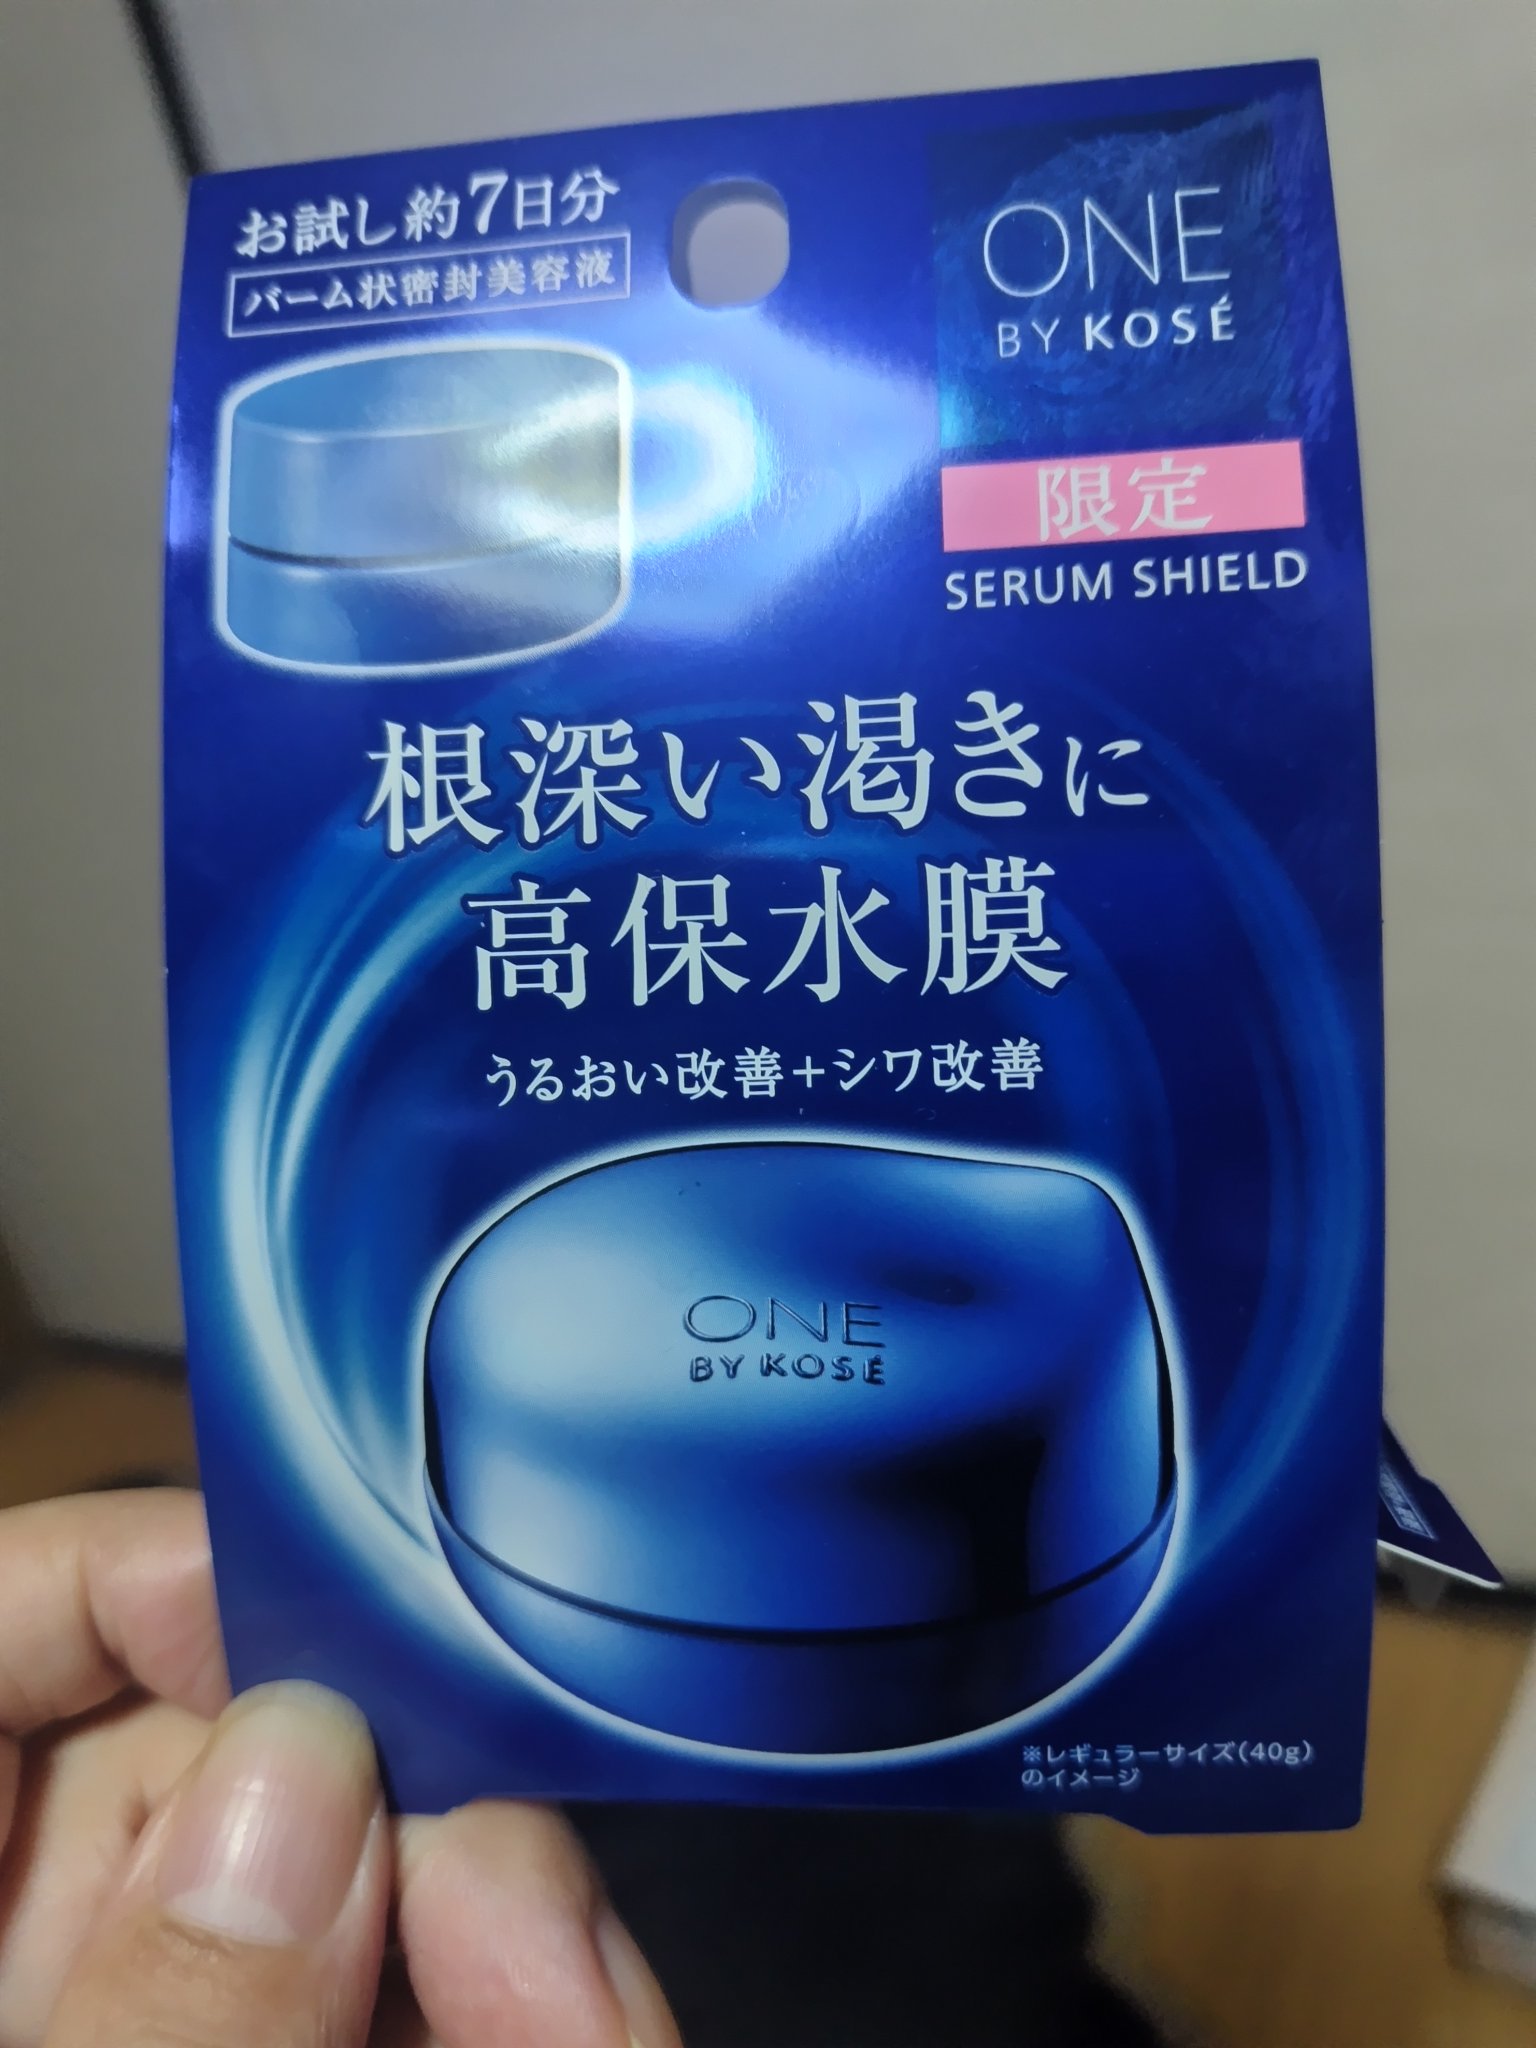 お試し約7日分
バーム状密封美容液
ONE
BY KOSÉ
限定
SERUM SHIELD
根深い渇きに
高保水膜
うるおい改善+シワ改善
ONE
BY KOSÉ
※レギュラーサイズ(40g)
のイメージ